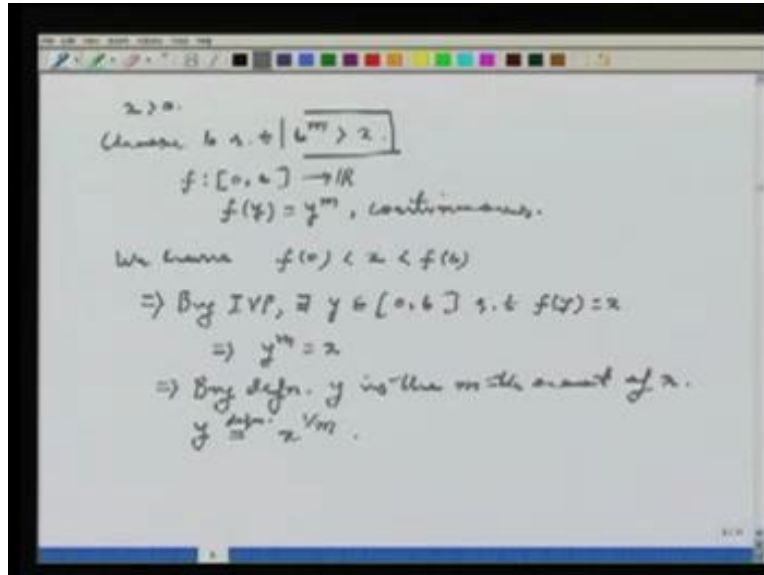 x > 0.
Choose b s.t b^m > x.
f : [0, b] → IR
f(y) = y^m, continuous.
We have f(0) < x < f(b)
=> By IVP, ∃ y ∈ [0, b] s.t f(y) = x
=> y^m = x
=> By defn. y is the m-th root of x.
y defn. = x^1/m.